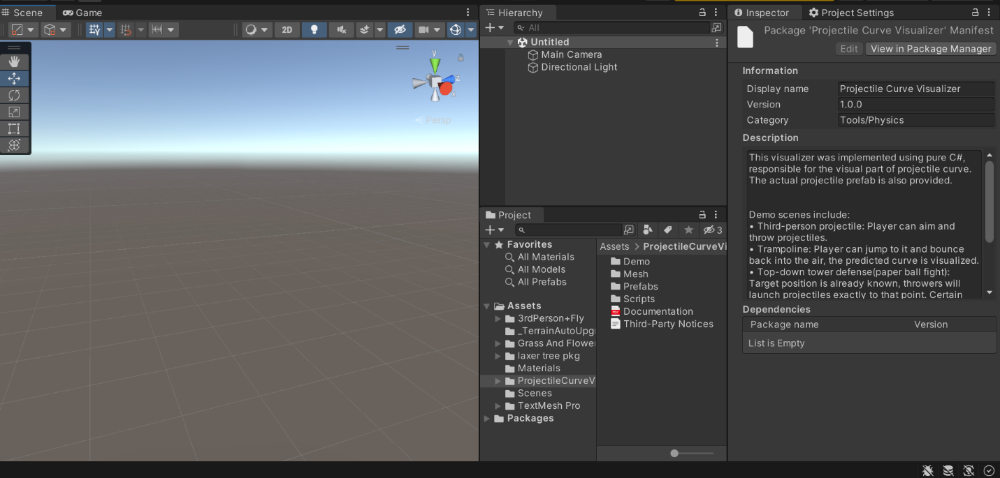 Scene
Game
2D
y
z
x
Persp
Hierarchy
All
Untitled
Main Camera
Directional Light
Project
3
Favorites
All Materials
All Models
All Prefabs
Assets
3rdPerson+Fly
_TerrainAutoUpg
Grass And Flowe
laxer tree pkg
Materials
ProjectileCurveV
Scenes
TextMesh Pro
Packages
Assets > ProjectileCurveVi
Demo
Mesh
Prefabs
Scripts
Documentation
Third-Party Notices
Inspector
Project Settings
Package 'Projectile Curve Visualizer' Manifest
Edit
View in Package Manager
Information
Display name Projectile Curve Visualizer
Version 1.0.0
Category Tools/Physics
Description
This visualizer was implemented using pure C#,
responsible for the visual part of projectile curve.
The actual projectile prefab is also provided.
Demo scenes include:
• Third-person projectile: Player can aim and
throw projectiles.
• Trampoline: Player can jump to it and bounce
back into the air, the predicted curve is visualized.
• Top-down tower defense(paper ball fight):
Target position is already known, throwers will
launch projectiles exactly to that point. Certain
Dependencies
Package name Version
List is Empty